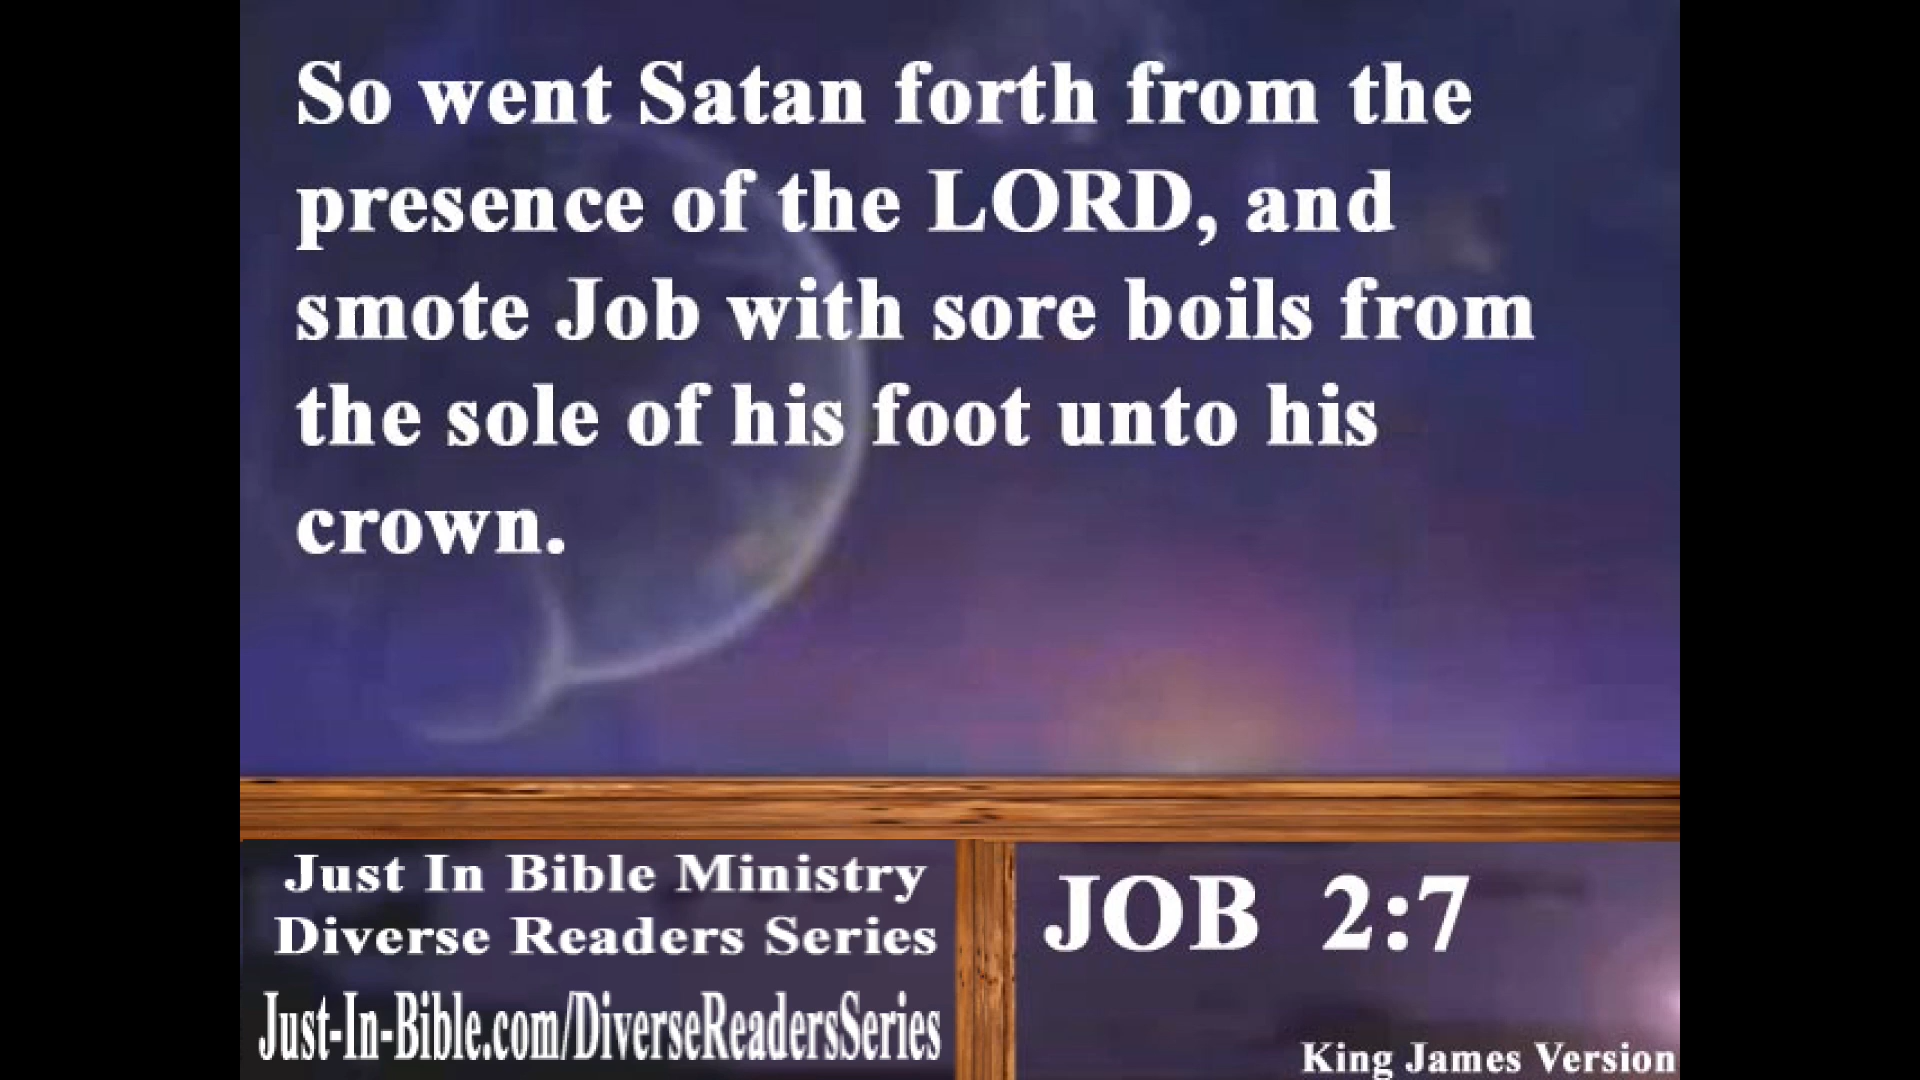 So went Satan forth from the
presence of the LORD, and
smote Job with sore boils from
the sole of his foot unto his
crown.
Just In Bible Ministry
Diverse Readers Series
Just-In-Bible.com/DiverseReadersSeries
JOB 2:7
King James Version